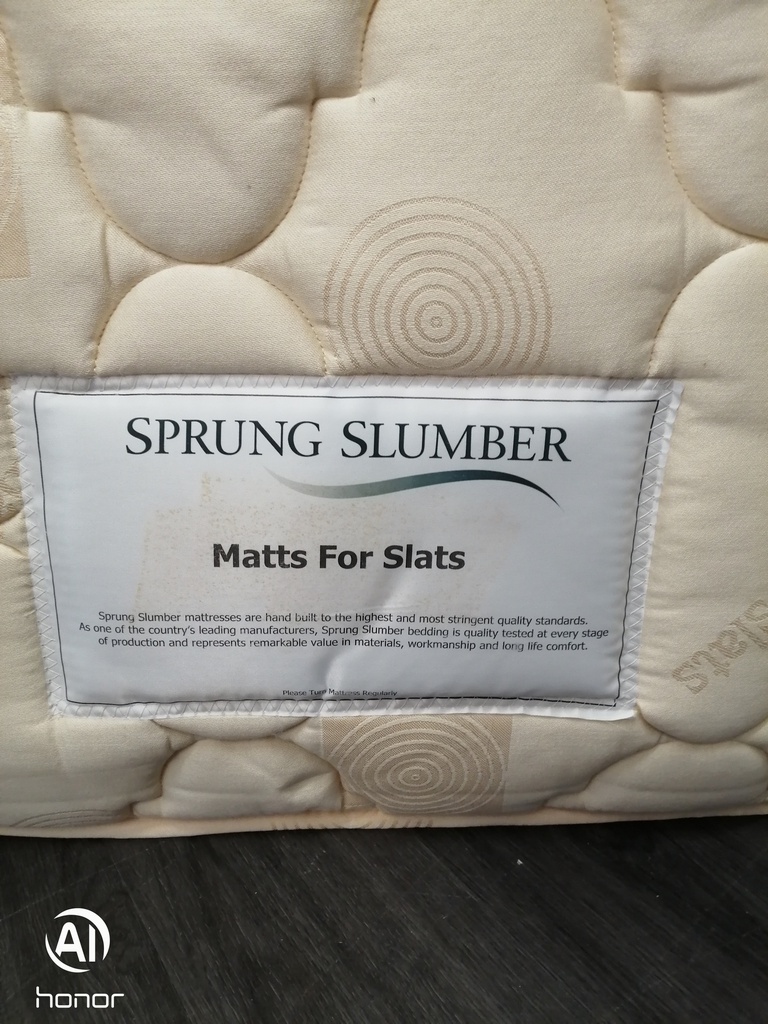 SPRUNG SLUMBER
Matts For Slats
Sprung Slumber mattresses are hand built to the highest and most stringent quality standards.
As one of the country's leading manufacturers, Sprung Slumber bedding is quality tested at every stage
of production and represents remarkable value in materials, workmanship and long life comfort.
Slats
Please Turn Mattress Regularly
AI
honor